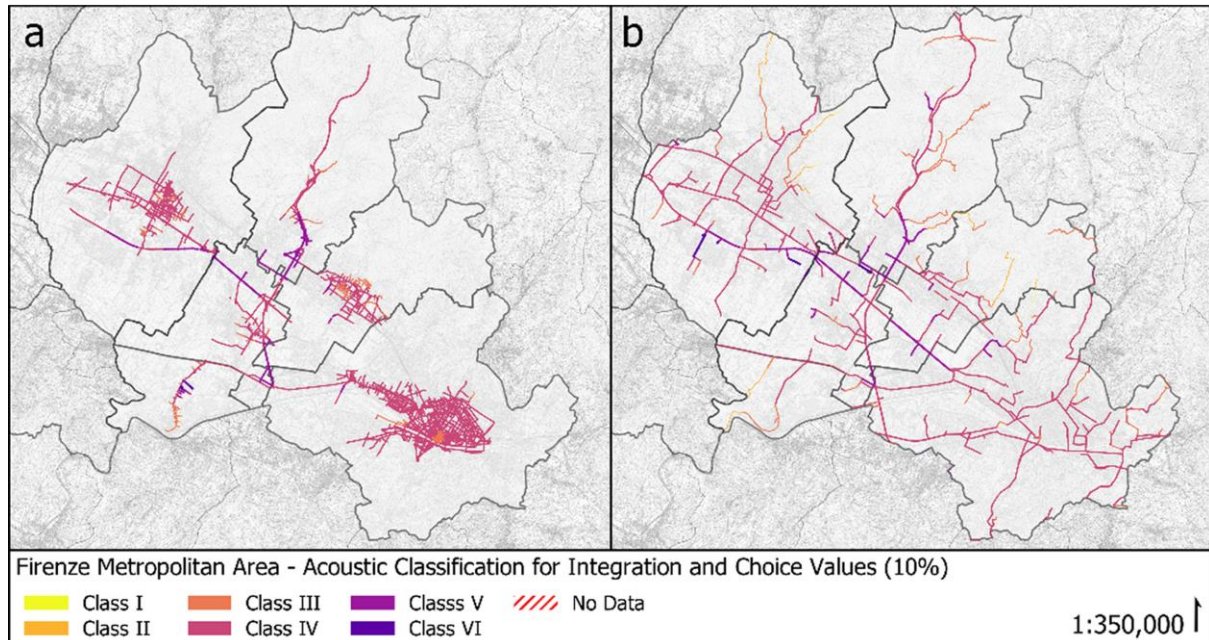 a
b
Firenze Metropolitan Area - Acoustic Classification for Integration and Choice Values (10%)
Class I
Class III
Classs V
No Data
Class II
Class IV
Class VI
1:350,000